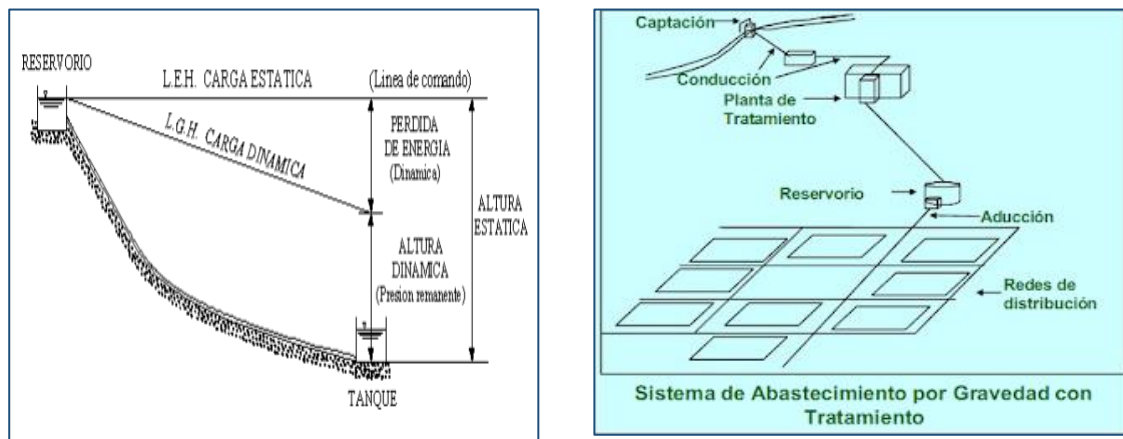 RESERVORIO
L.E.H. CARGA ESTATICA
(Linea de comando)
L.G.H. CARGA DINAMICA
PERDIDA
DE ENERGIA
(Dinamica)
ALTURA
ESTATICA
ALTURA
DINAMICA
(Presion remanente)
TANQUE
Captación
Conducción
Planta de
Tratamiento
Reservorio
Aducción
Redes de
distribución
Sistema de Abastecimiento por Gravedad con
Tratamiento